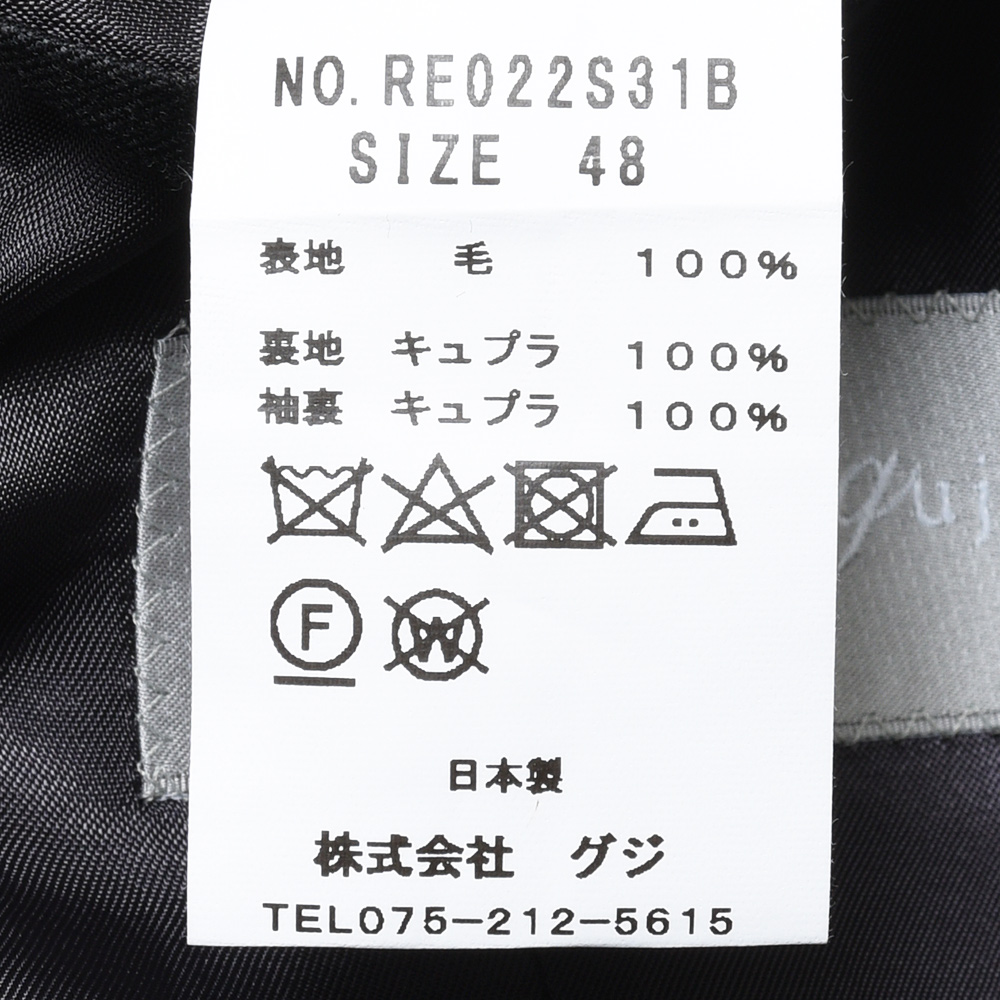 NO. RE022S31B
SIZE 48
表地 毛 100%
裏地 キュプラ 100%
袖裏 キュプラ 100%
F
W
日本製
株式会社 グジ
TEL075-212-5615
guji